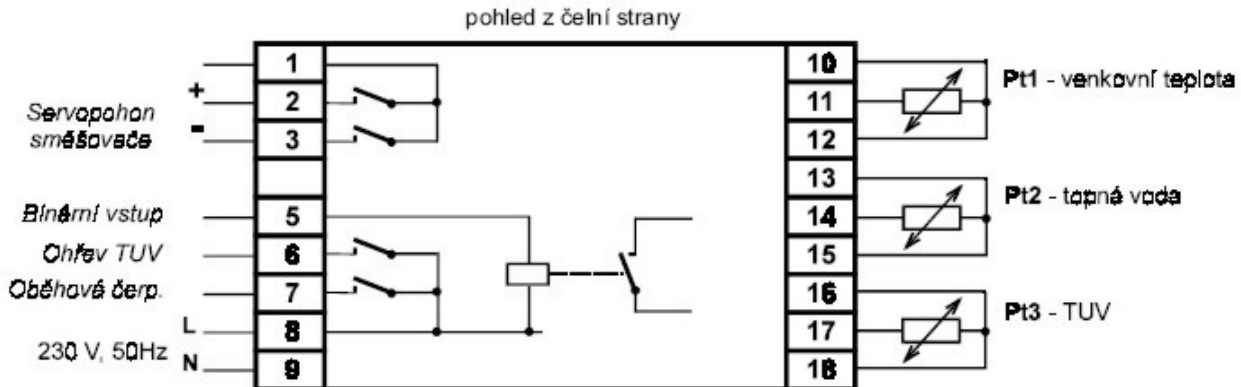 pohled z čelní strany
1
+ 2
Servopohon
směšovače
- 3
Binární vstup 5
Ohřev TUV 6
Oběhová čerp. 7
L 8
230 V, 50Hz
N 9
10
11
12
Pt1 - venkovní teplota
13
14
15
Pt2 - topná voda
16
17
18
Pt3 - TUV